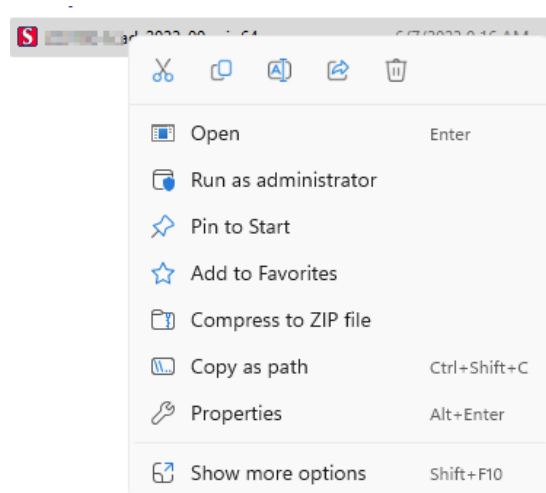 S
Open Enter
Run as administrator
Pin to Start
Add to Favorites
Compress to ZIP file
Copy as path Ctrl+Shift+C
Properties Alt+Enter
Show more options Shift+F10